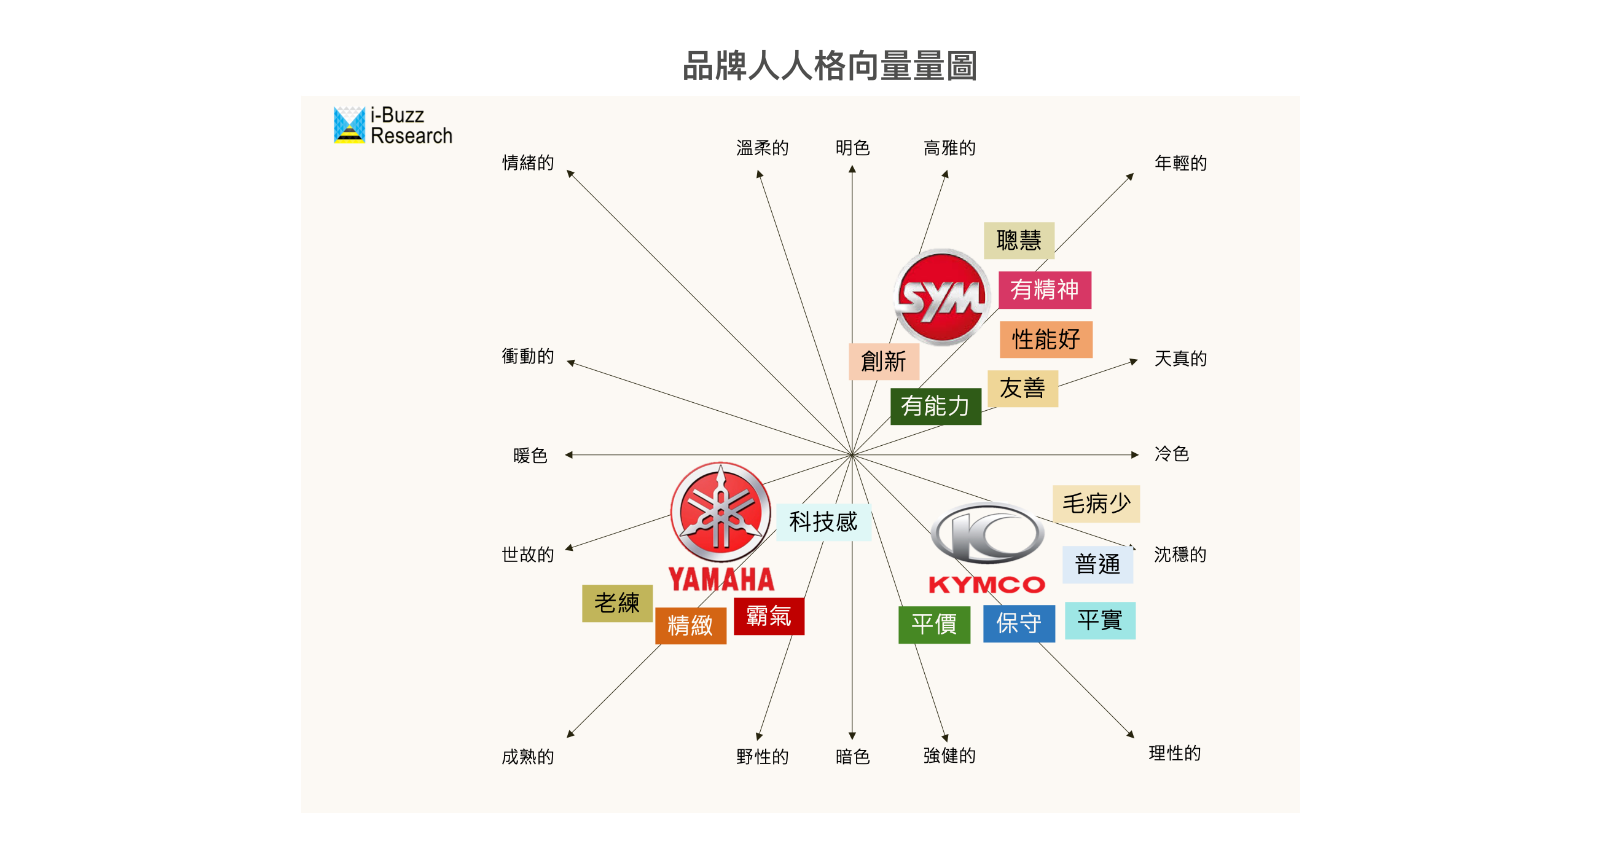 品牌人人格向量量圖
i-Buzz
Research
情緒的
溫柔的
明色
高雅的
年輕的
聰慧
SYM
有精神
性能好
創新
衝動的
天真的
友善
有能力
暖色
冷色
毛病少
科技感
世故的
沈穩的
普通
YAMAHA
KYMCO
老練
精緻
霸氣
平價
保守
平實
成熟的
野性的
暗色
強健的
理性的